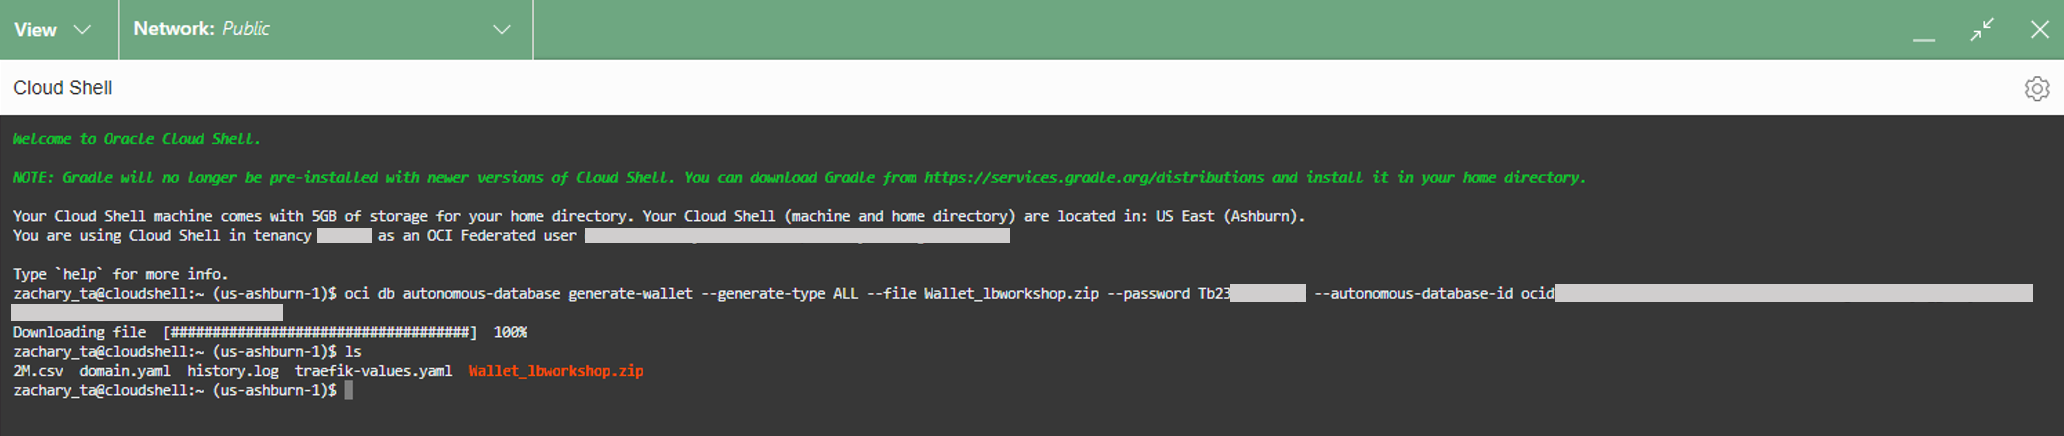 View Network: Public
Cloud Shell
Welcome to Oracle Cloud Shell.
NOTE: Gradle will no longer be pre-installed with newer versions of Cloud Shell. You can download Gradle from https://services.gradle.org/distributions and install it in your home directory.
Your Cloud Shell machine comes with 5GB of storage for your home directory. Your Cloud Shell (machine and home directory) are located in: US East (Ashburn).
You are using Cloud Shell in tenancy as an OCI Federated user
Type `help` for more info.
zachary_ta@cloudshell:~ (us-ashburn-1)$ oci db autonomous-database generate-wallet --generate-type ALL --file Wallet_lbworkshop.zip --password Tb23 --autonomous-database-id ocid
Downloading file [####################################] 100%
zachary_ta@cloudshell:~ (us-ashburn-1)$ ls
2M.csv domain.yaml history.log traefik-values.yaml Wallet_lbworkshop.zip
zachary_ta@cloudshell:~ (us-ashburn-1)$